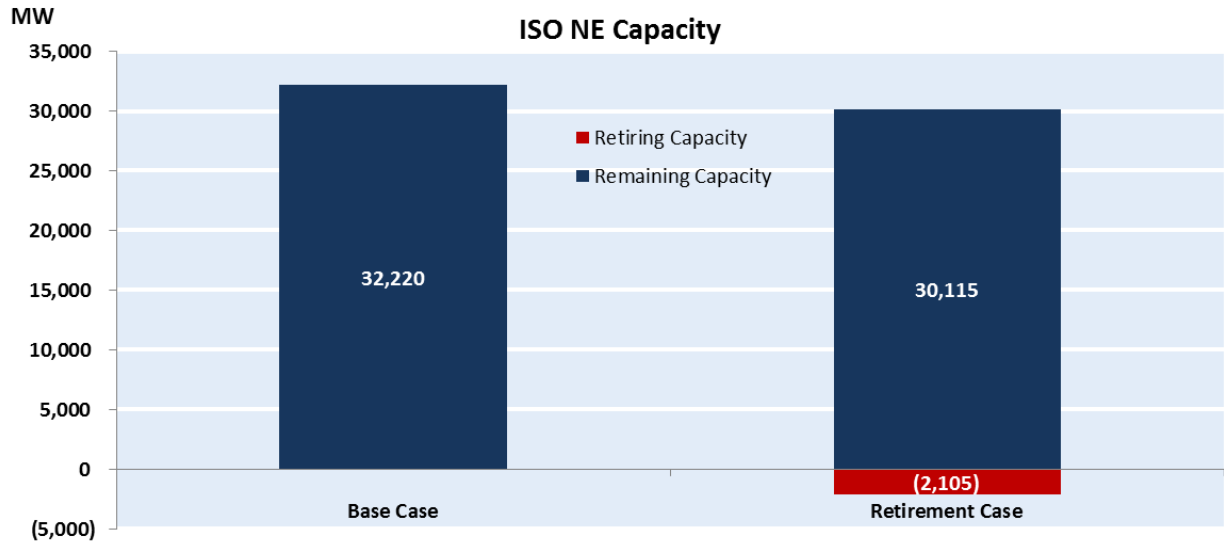 MW
ISO NE Capacity
35,000
30,000
25,000
20,000
15,000
10,000
5,000
0
(5,000)
Retiring Capacity
Remaining Capacity
32,220
30,115
(2,105)
Base Case
Retirement Case